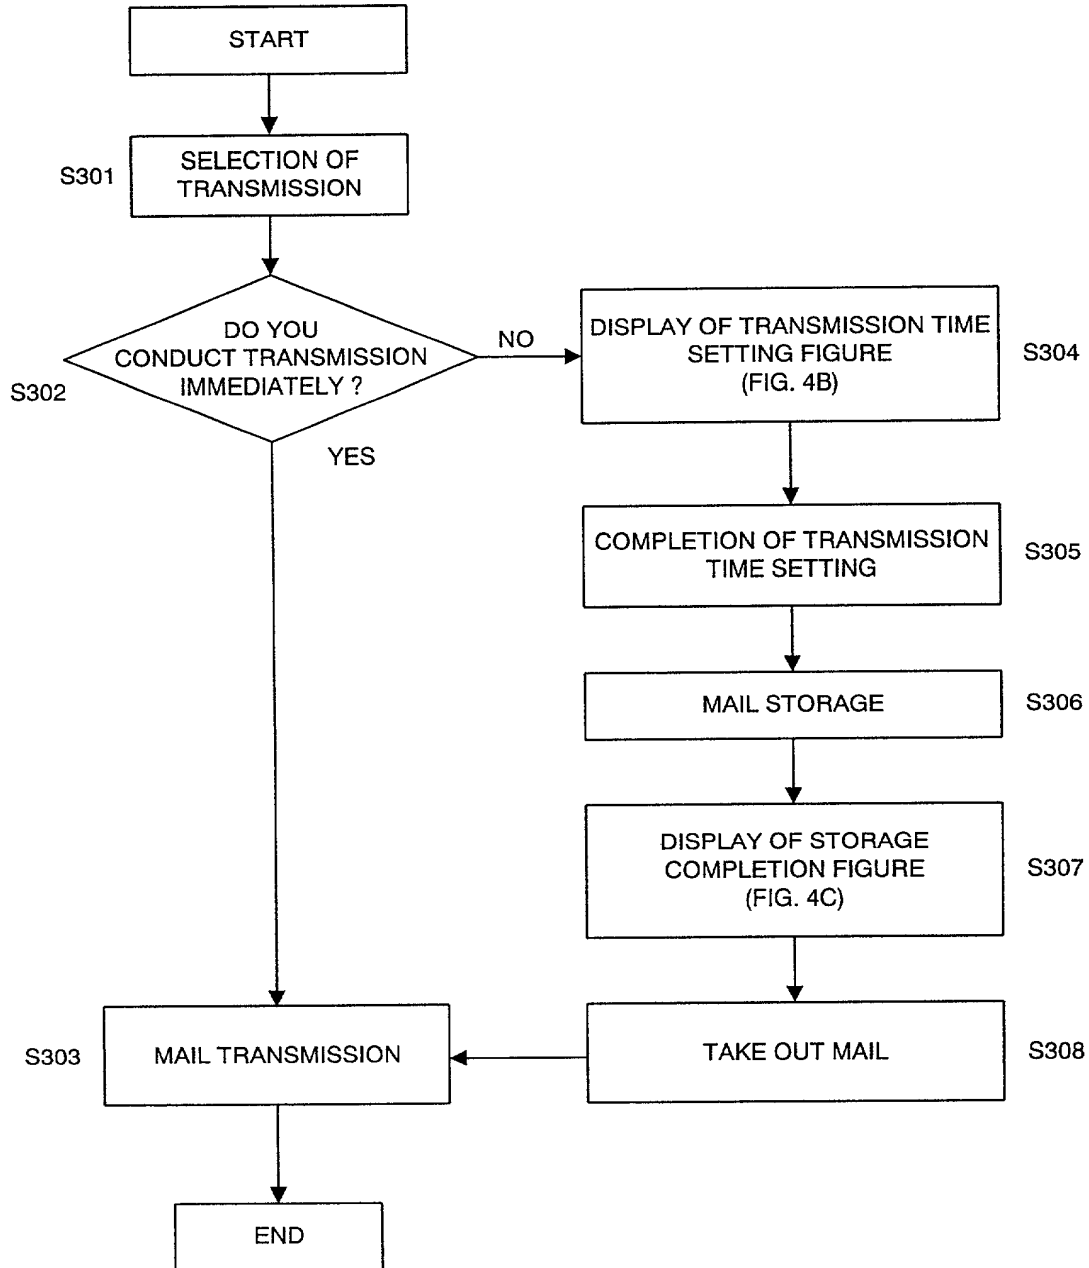 START
S301
SELECTION OF
TRANSMISSION
S302
DO YOU
CONDUCT TRANSMISSION
IMMEDIATELY ?
NO
YES
DISPLAY OF TRANSMISSION TIME
SETTING FIGURE
(FIG. 4B)
S304
COMPLETION OF TRANSMISSION
TIME SETTING
S305
MAIL STORAGE
S306
DISPLAY OF STORAGE
COMPLETION FIGURE
(FIG. 4C)
S307
TAKE OUT MAIL
S308
S303
MAIL TRANSMISSION
END